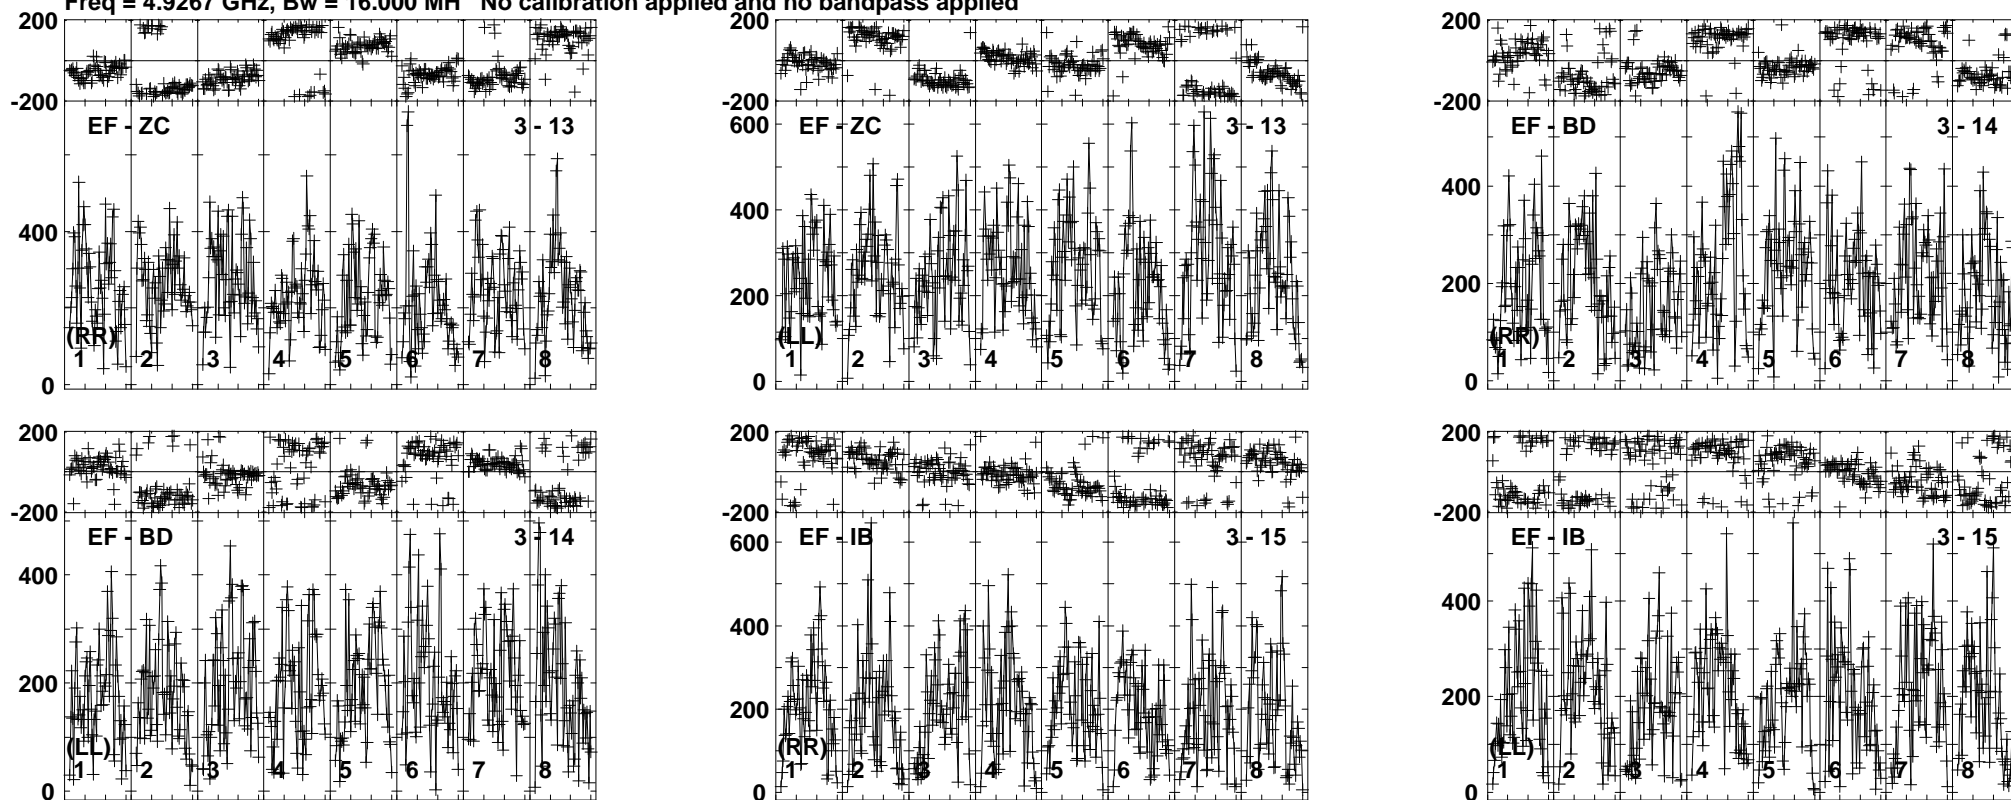 Freq = 4.9267 GHz, Bw = 16.000 MH No calibration applied and no bandpass applied
200
-200
EF - ZC 3 - 13
400
(RR)
1 2 3 4 5 6 7 8
0
200
-200
600
EF - ZC 3 - 13
400
200
(LL)
1 2 3 4 5 6 7 8
0
200
-200
EF - BD 3 - 14
400
200
(RR)
1 2 3 4 5 6 7 8
0
200
-200
EF - BD 3 - 14
400
200
(LL)
1 2 3 4 5 6 7 8
0
200
-200
600
EF - IB 3 - 15
400
200
(RR)
1 2 3 4 5 6 7 8
0
200
-200
EF - IB 3 - 15
400
200
(LL)
1 2 3 4 5 6 7 8
0